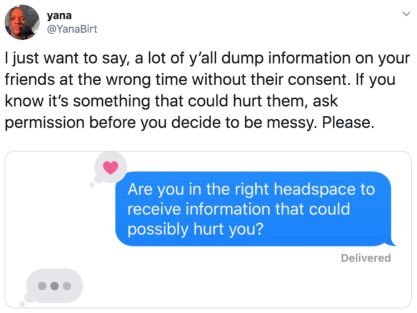 yana
@YanaBirt
I just want to say, a lot of y’all dump information on your
friends at the wrong time without their consent. If you
know it’s something that could hurt them, ask
permission before you decide to be messy. Please.
Are you in the right headspace to
receive information that could
possibly hurt you?
Delivered